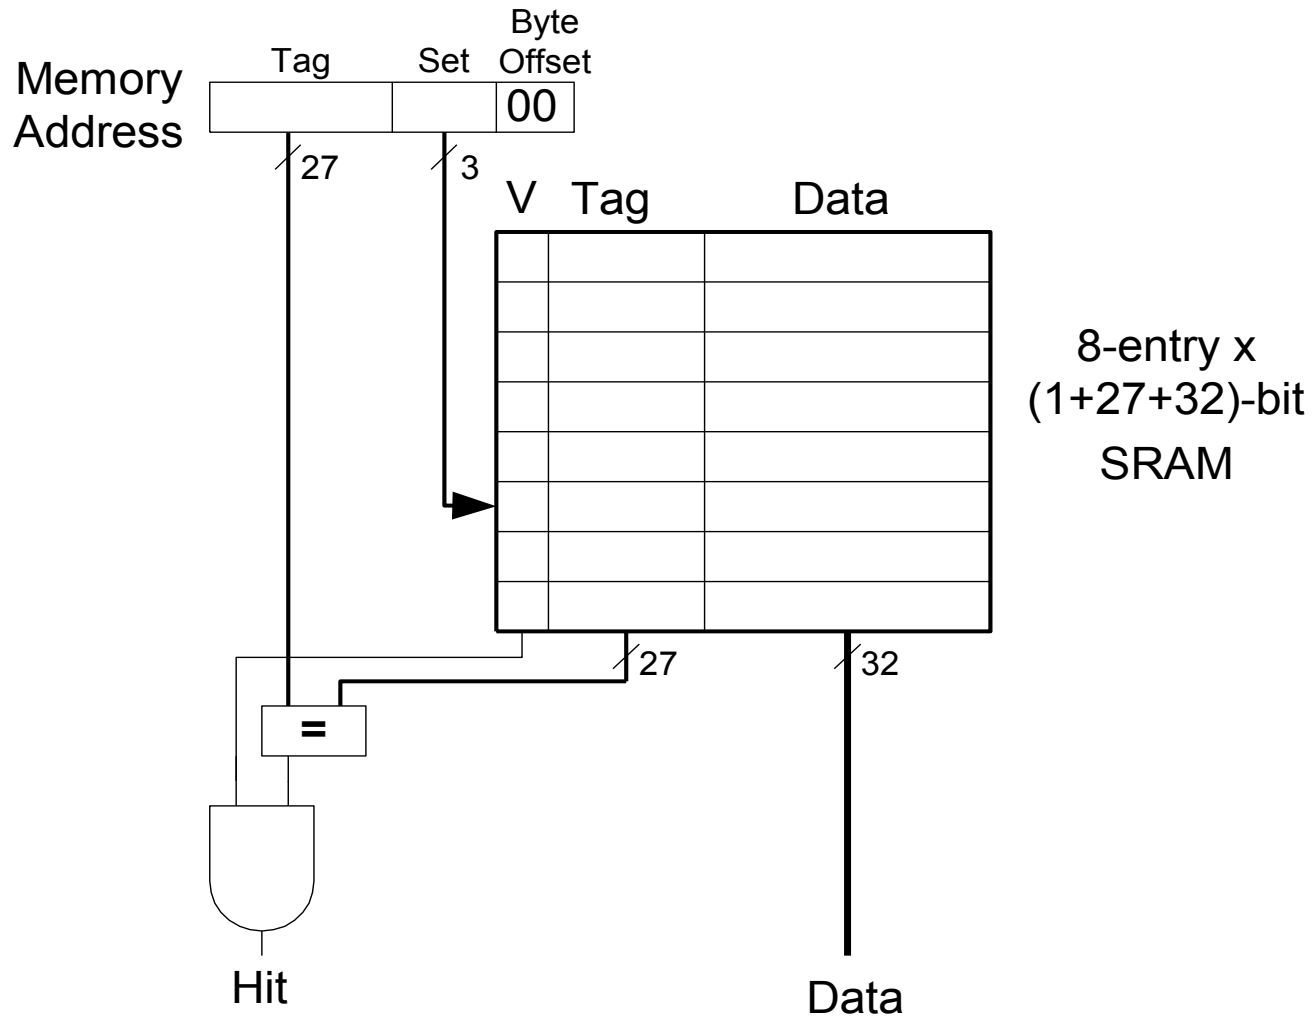 Byte
Tag Set Offset
Memory
Address
00
27 3
V Tag Data
8-entry x
(1+27+32)-bit
SRAM
27 32
=
Hit Data